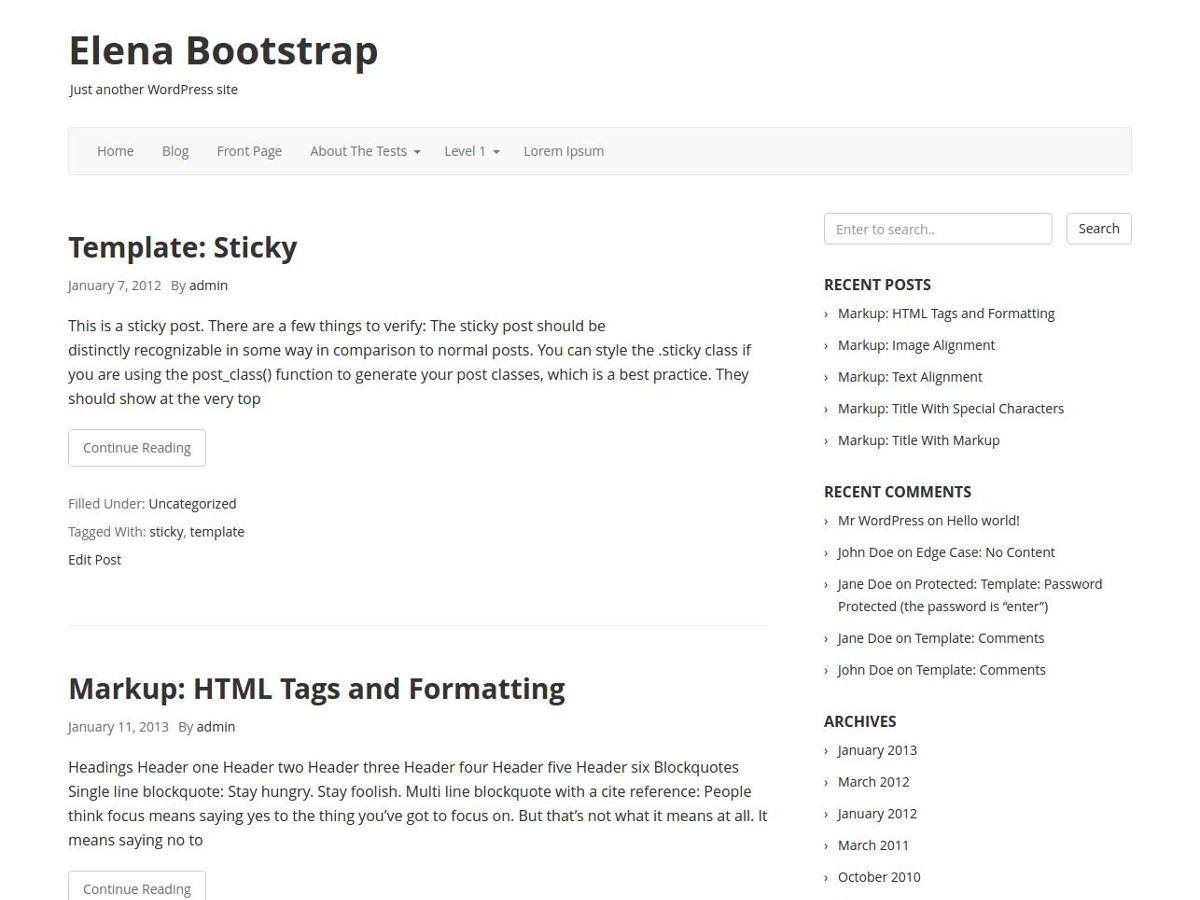 Elena Bootstrap
Just another WordPress site
Home Blog Front Page About The Tests Level 1 Lorem Ipsum
Template: Sticky
January 7, 2012 By admin
This is a sticky post. There are a few things to verify: The sticky post should be
distinctly recognizable in some way in comparison to normal posts. You can style the .sticky class if
you are using the post_class() function to generate your post classes, which is a best practice. They
should show at the very top
Continue Reading
Filled Under: Uncategorized
Tagged With: sticky, template
Edit Post
Markup: HTML Tags and Formatting
January 11, 2013 By admin
Headings Header one Header two Header three Header four Header five Header six Blockquotes
Single line blockquote: Stay hungry. Stay foolish. Multi line blockquote with a cite reference: People
think focus means saying yes to the thing you’ve got to focus on. But that’s not what it means at all. It
means saying no to
Continue Reading
Enter to search.. Search
RECENT POSTS
› Markup: HTML Tags and Formatting
› Markup: Image Alignment
› Markup: Text Alignment
› Markup: Title With Special Characters
› Markup: Title With Markup
RECENT COMMENTS
› Mr WordPress on Hello world!
› John Doe on Edge Case: No Content
› Jane Doe on Protected: Template: Password
Protected (the password is “enter”)
› Jane Doe on Template: Comments
› John Doe on Template: Comments
ARCHIVES
› January 2013
› March 2012
› January 2012
› March 2011
› October 2010